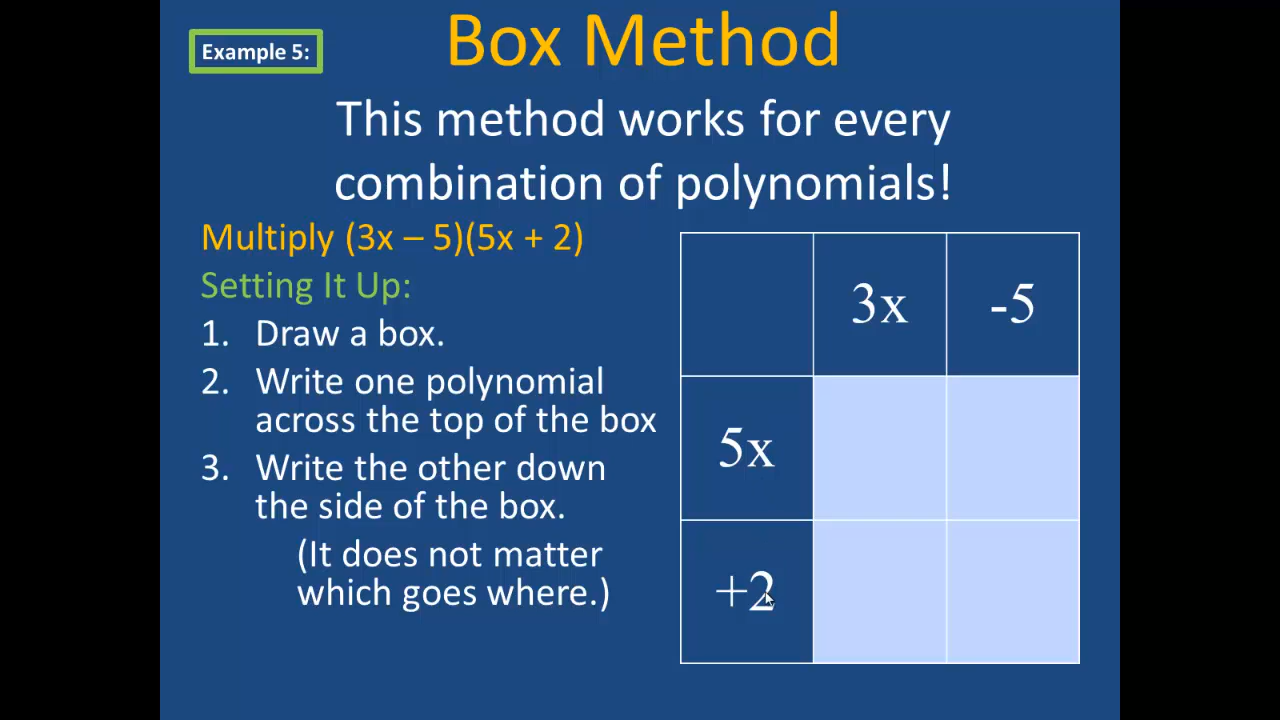 Example 5:
Box Method
This method works for every
combination of polynomials!
Multiply (3x – 5)(5x + 2)
Setting It Up:
1. Draw a box.
2. Write one polynomial
across the top of the box
3. Write the other down
the side of the box.
(It does not matter
which goes where.)
3x -5
5x
+2